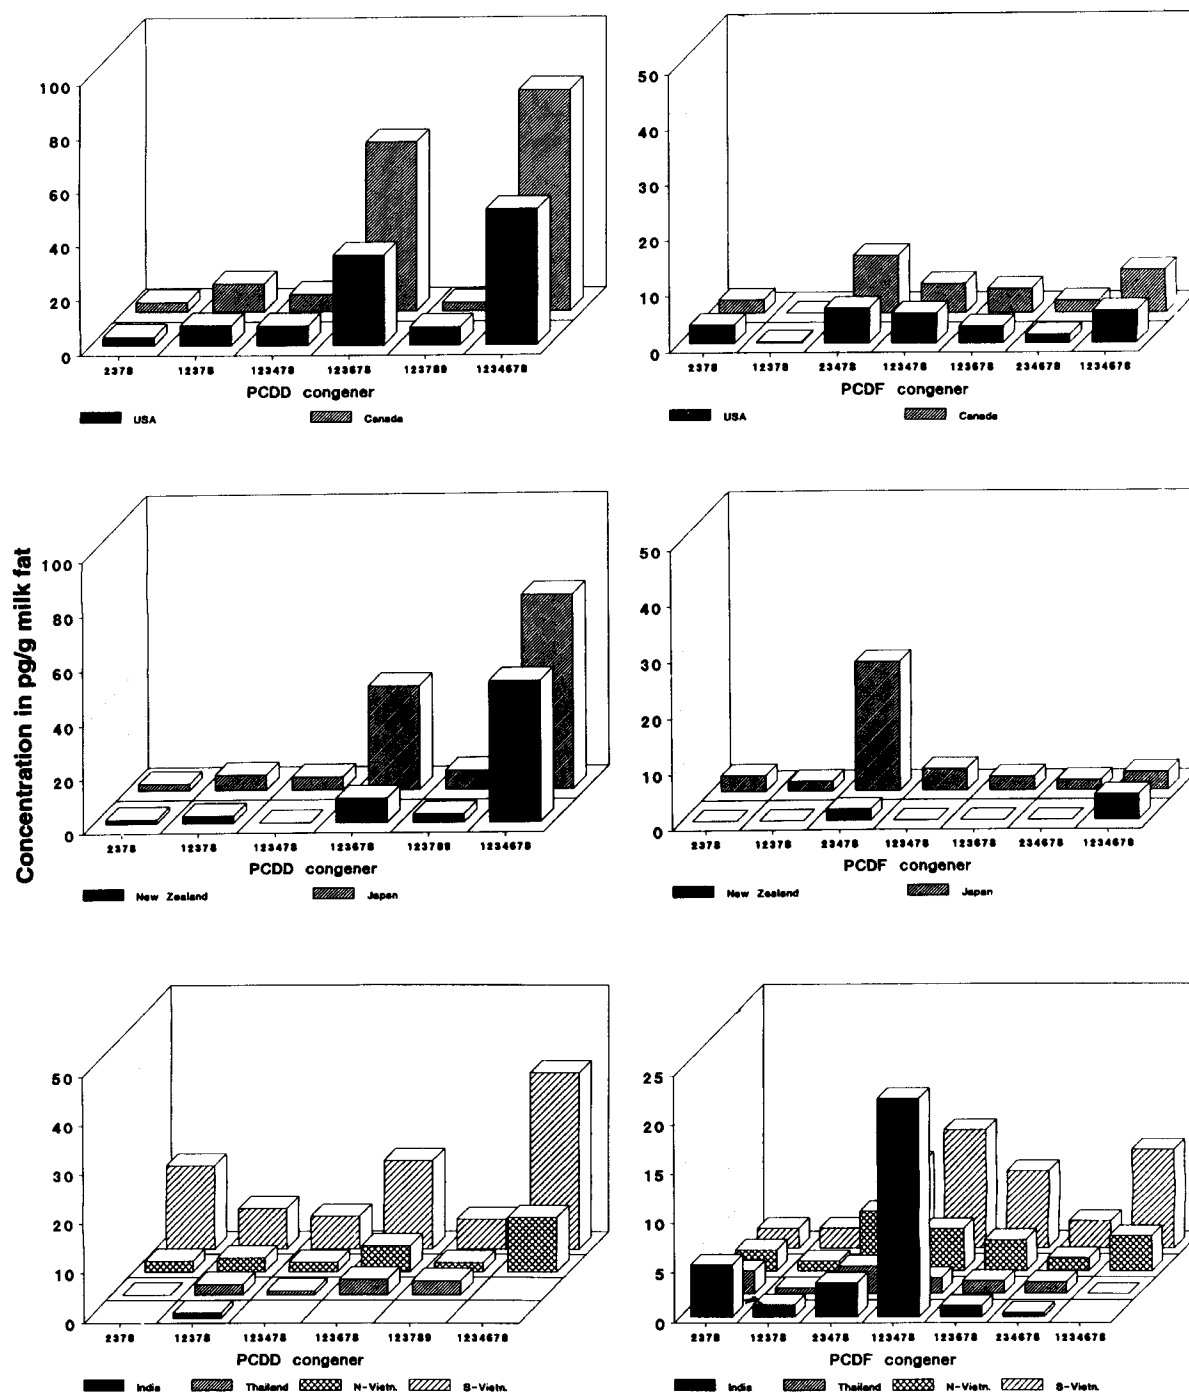 Concentration in pg/g milk fat
100
80
60
40
20
0
2378 12378 123478 123678 123789 1234678
PCDD congener
USA Canada
50
40
30
20
10
0
2378 12378 23478 123478 123678 234678 1234678
PCDF congener
USA Canada
100
80
60
40
20
0
2378 12378 123478 123678 123789 1234678
PCDD congener
New Zealand Japan
50
40
30
20
10
0
2378 12378 23478 123478 123678 234678 1234678
PCDF congener
New Zealand Japan
50
40
30
20
10
0
2378 12378 123478 123678 123789 1234678
PCDD congener
India Thailand N-Vietn. S-Vietn.
25
20
15
10
5
0
2378 12378 23478 123478 123678 234678 1234678
PCDF congener
India Thailand N-Vietn. S-Vietn.